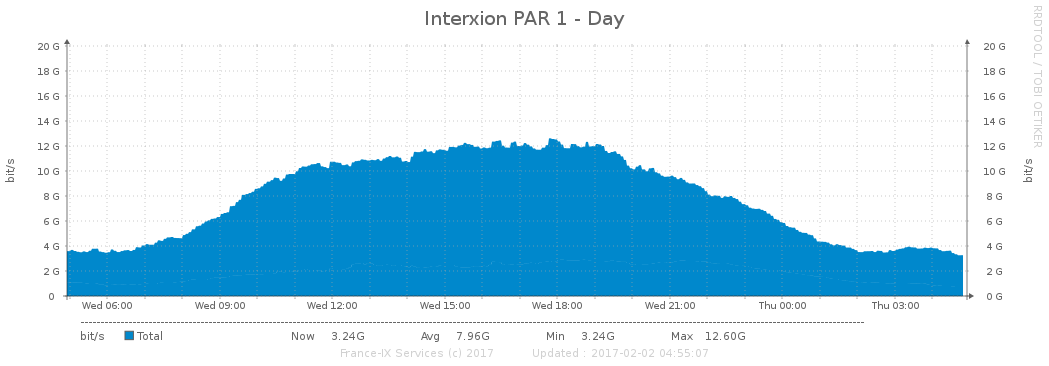 Interxion PAR 1 - Day
RRDTOOL / TOBI OETIKER
20 G 20 G
18 G 18 G
16 G 16 G
14 G 14 G
12 G 12 G
10 G 10 G
8 G 8 G
6 G 6 G
4 G 4 G
2 G 2 G
0 0 G
bit/s bit/s
Wed 06:00 Wed 09:00 Wed 12:00 Wed 15:00 Wed 18:00 Wed 21:00 Thu 00:00 Thu 03:00
bit/s Total Now 3.24G Avg 7.96G Min 3.24G Max 12.60G
France-IX Services (c) 2017 Updated : 2017-02-02 04:55:07